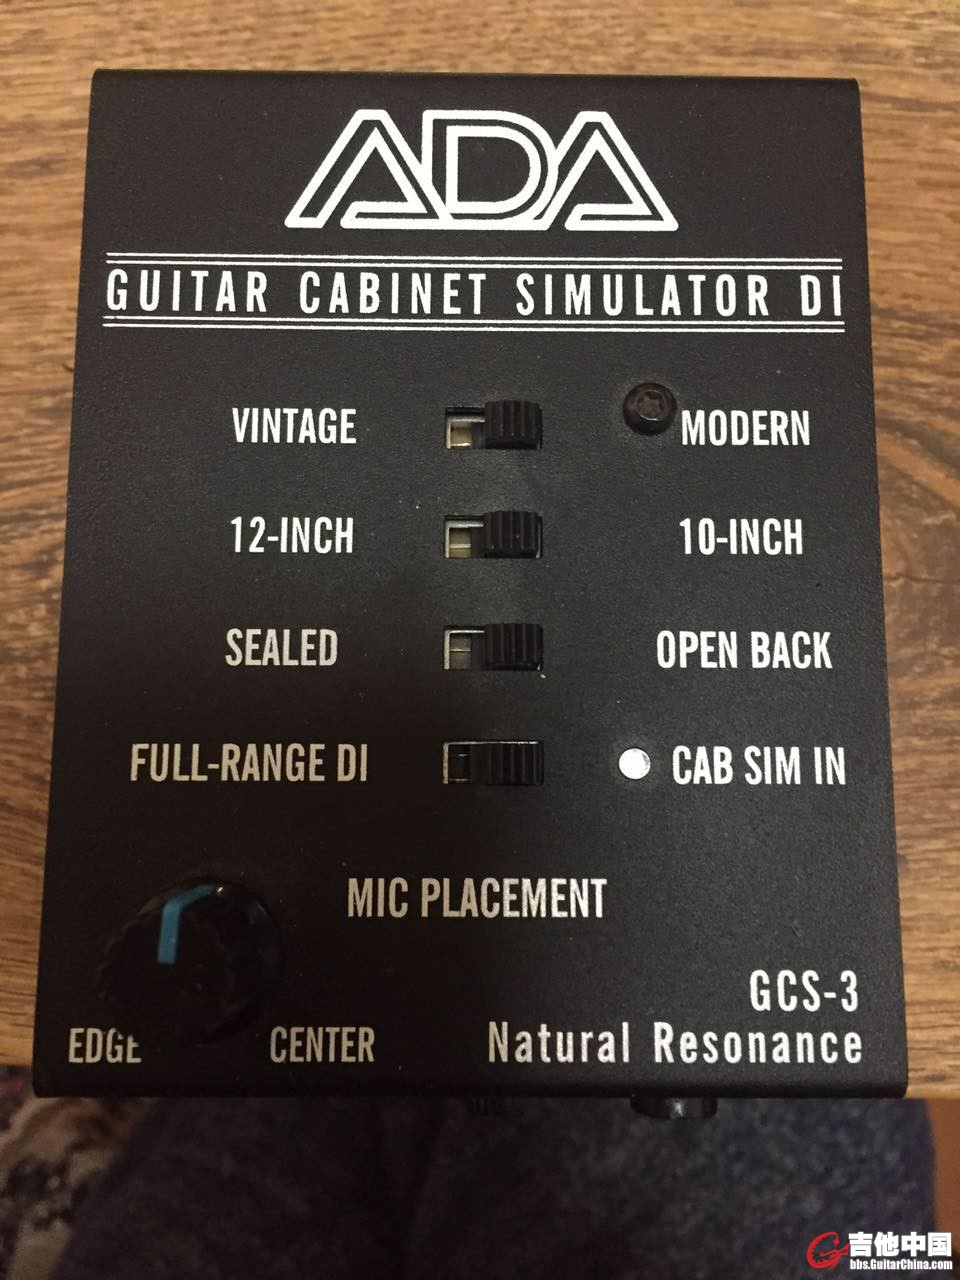 ADA
GUITAR CABINET SIMULATOR DI
VINTAGE MODERN
12-INCH 10-INCH
SEALED OPEN BACK
FULL-RANGE DI CAB SIM IN
MIC PLACEMENT
GCS-3
EDGE CENTER Natural Resonance
吉他中国
bbs.GuitarChina.com